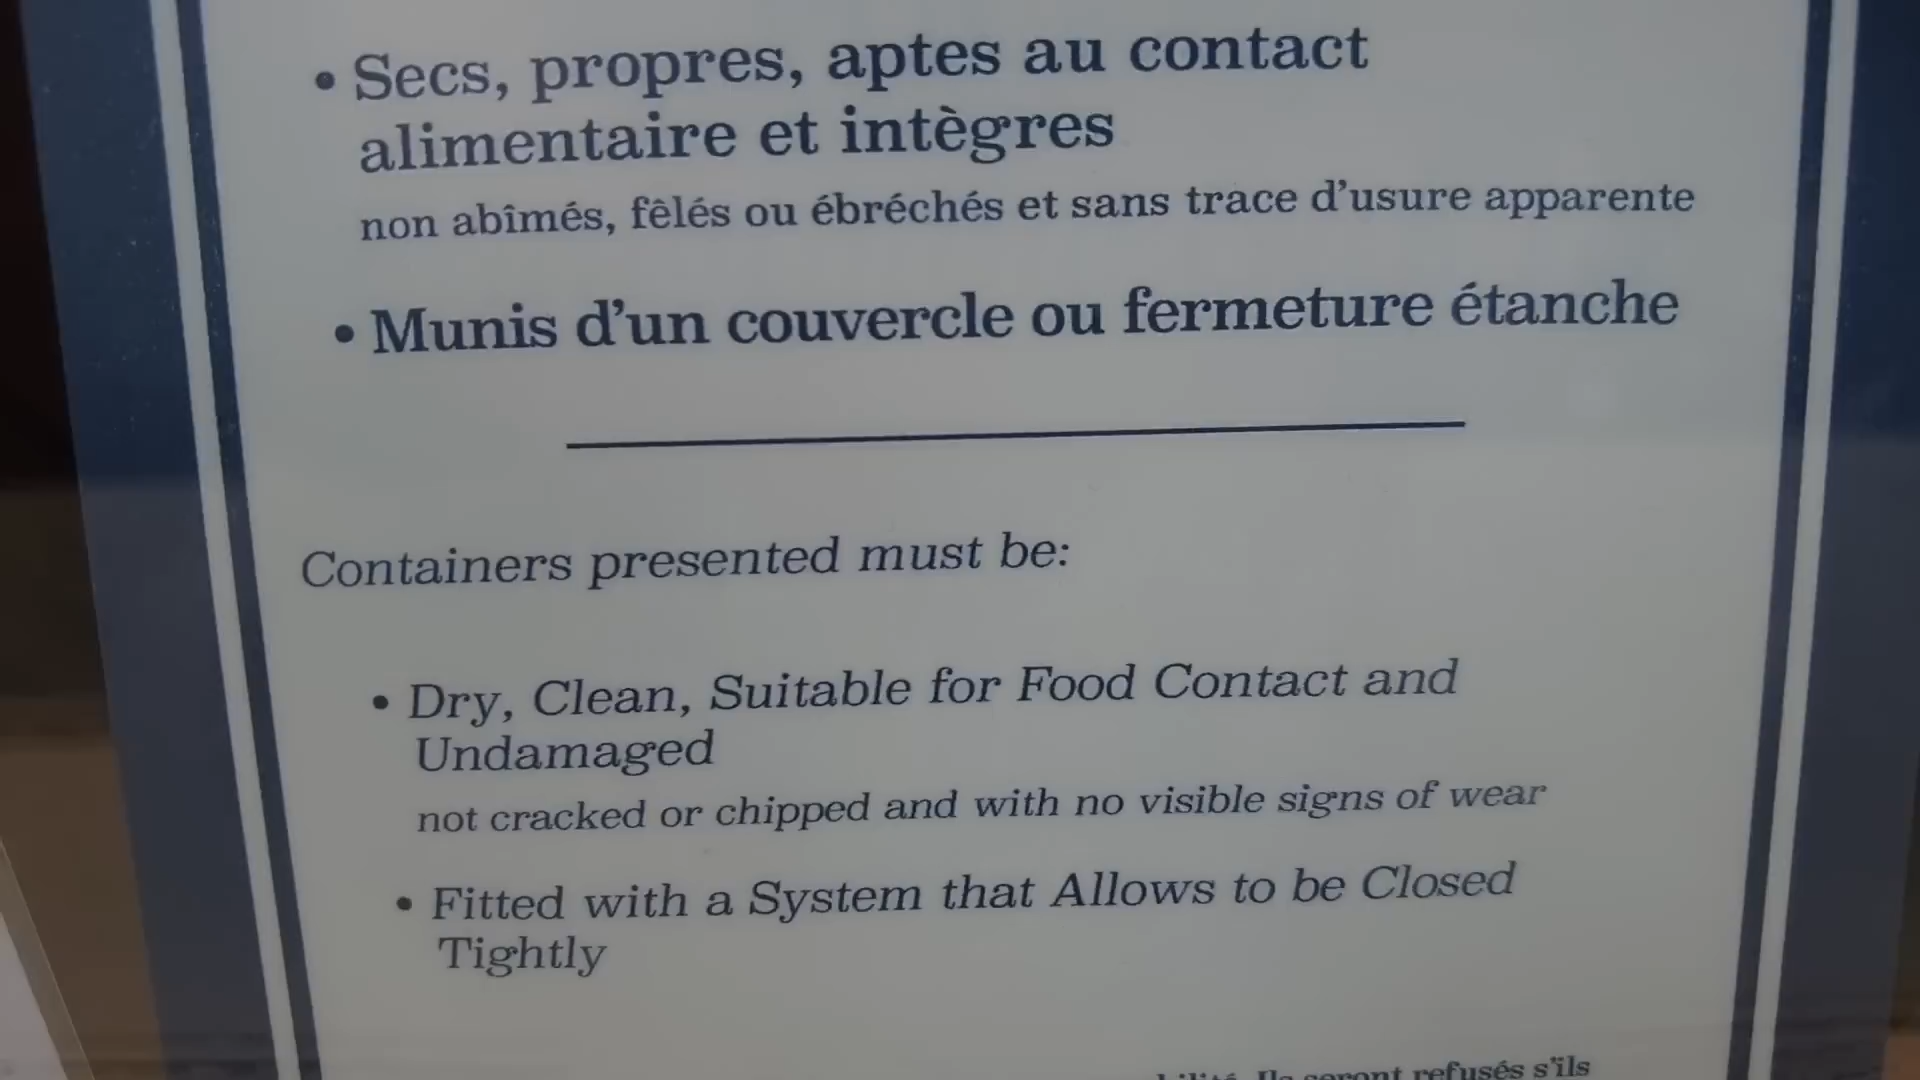 • Secs, propres, aptes au contact
alimentaire et intègres
non abîmés, fêlés ou ébréchés et sans trace d'usure apparente
• Munis d'un couvercle ou fermeture étanche
Containers presented must be:
• Dry, Clean, Suitable for Food Contact and
Undamaged
not cracked or chipped and with no visible signs of wear
• Fitted with a System that Allows to be Closed
Tightly
Ils seront refusés s'ils